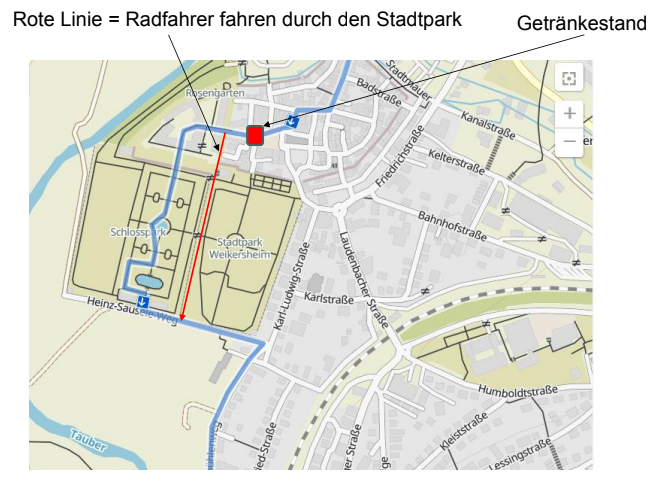 Rote Linie = Radfahrer fahren durch den Stadtpark
Getränkestand
Stadtmauer
Rosengarten
Badstraße
Kanalstraße
+
−
Kelterstraße
Friedrichstraße
Bahnhofstraße
Schlosspark
Stadtpark
Weikersheim
Laudenbacher Straße
Karl-Ludwig-Straße
Karlstraße
Heinz-Sausele-Weg
Humboldtstraße
Tauber
Kleiststraße
Lessingstraße